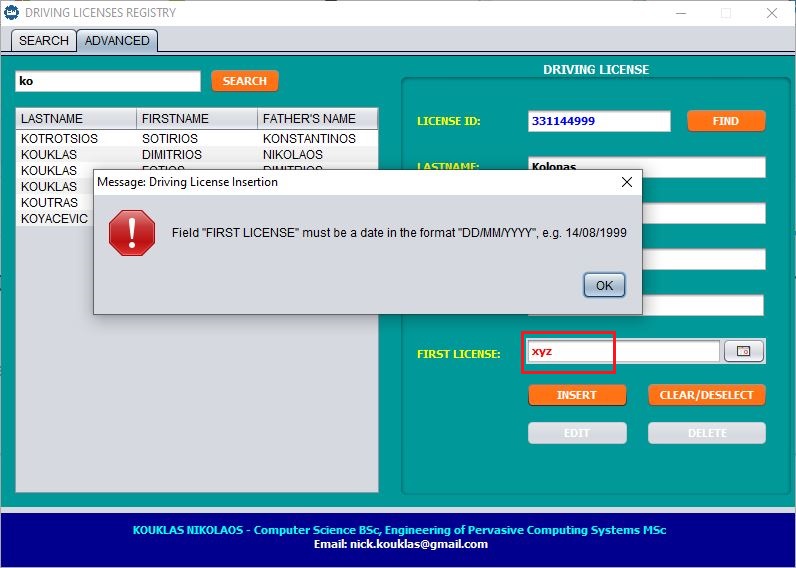 DRIVING LICENSES REGISTRY
SEARCH ADVANCED
ko SEARCH
LASTNAME FIRSTNAME FATHER'S NAME
KOTROTSIOS SOTIRIOS KONSTANTINOS
KOUKLAS DIMITRIOS NIKOLAOS
KOUKLAS FOTIOS DIMITRIOS
KOUKLAS
KOUTRAS
KOYACEVIC
DRIVING LICENSE
LICENSE ID: 331144999 FIND
LASTNAME: Kolonas
Message: Driving License Insertion
Field "FIRST LICENSE" must be a date in the format "DD/MM/YYYY", e.g. 14/08/1999
OK
FIRST LICENSE: xyz
INSERT CLEAR/DESELECT
EDIT DELETE
KOUKLAS NIKOLAOS - Computer Science BSc, Engineering of Pervasive Computing Systems MSc
Email: nick.kouklas@gmail.com